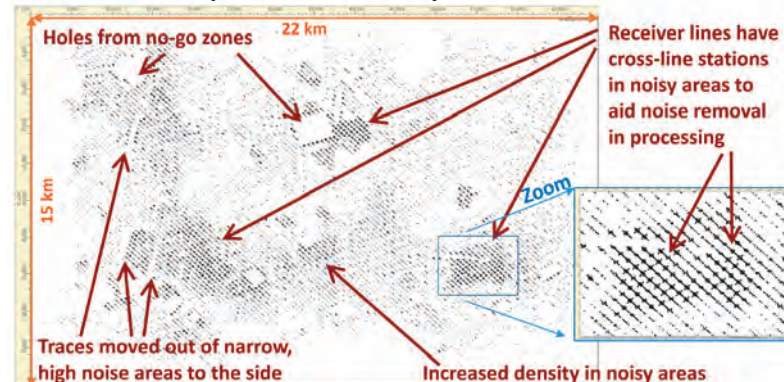 22 km
Holes from no-go zones
Receiver lines have
cross-line stations
in noisy areas to
aid noise removal
in processing
15 km
Zoom
Traces moved out of narrow,
high noise areas to the side
Increased density in noisy areas